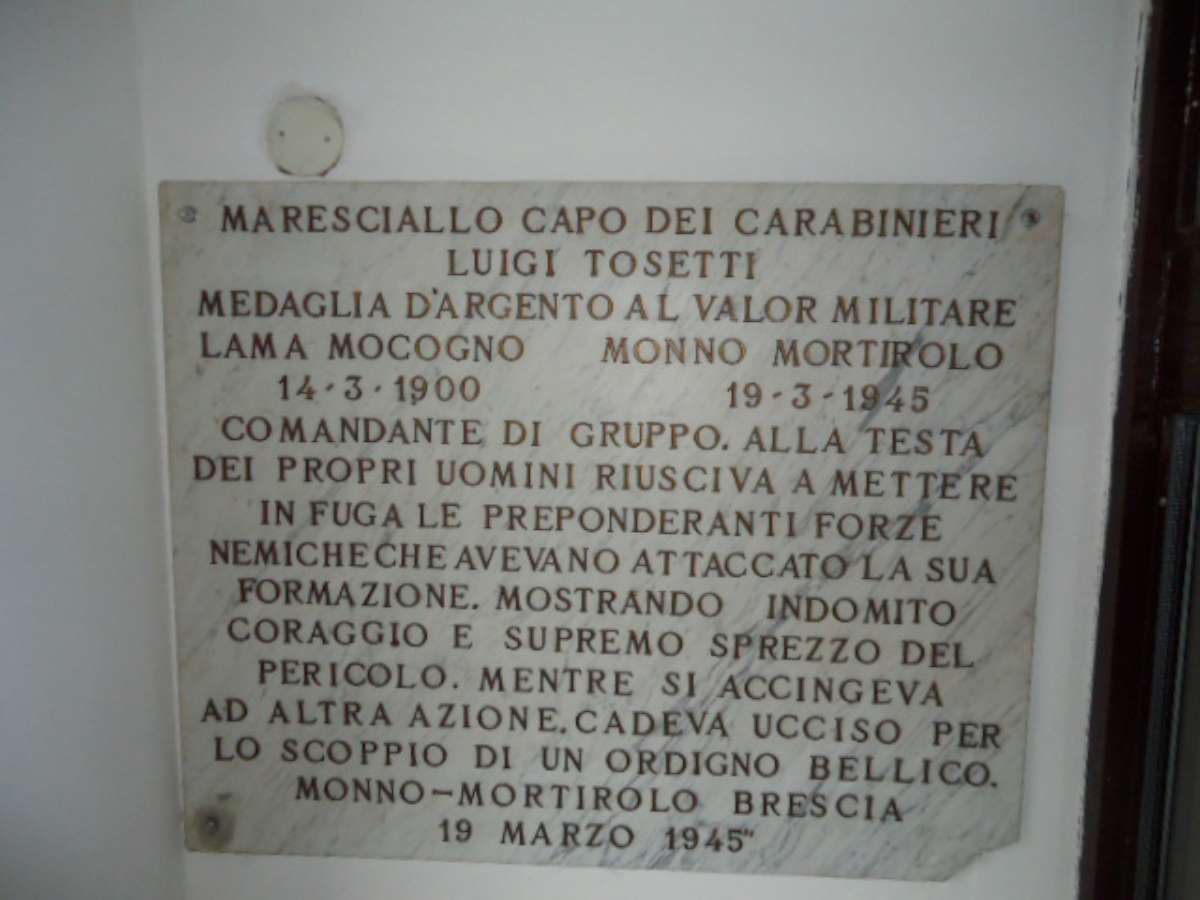 MARESCIALLO CAPO DEI CARABINIERI
LUIGI TOSETTI
MEDAGLIA D'ARGENTO AL VALOR MILITARE
LAMA MOCOGNO MONNO MORTIROLO
14-3-1900 19-3-1945
COMANDANTE DI GRUPPO. ALLA TESTA
DEI PROPRI UOMINI RIUSCIVA A METTERE
IN FUGA LE PREPONDERANTI FORZE
NEMICHE CHE AVEVANO ATTACCATO LA SUA
FORMAZIONE. MOSTRANDO INDOMITO
CORAGGIO E SUPREMO SPREZZO DEL
PERICOLO. MENTRE SI ACCINGEVA
AD ALTRA AZIONE. CADEVA UCCISO PER
LO SCOPPIO DI UN ORDIGNO BELLICO.
MONNO-MORTIROLO BRESCIA
19 MARZO 1945"